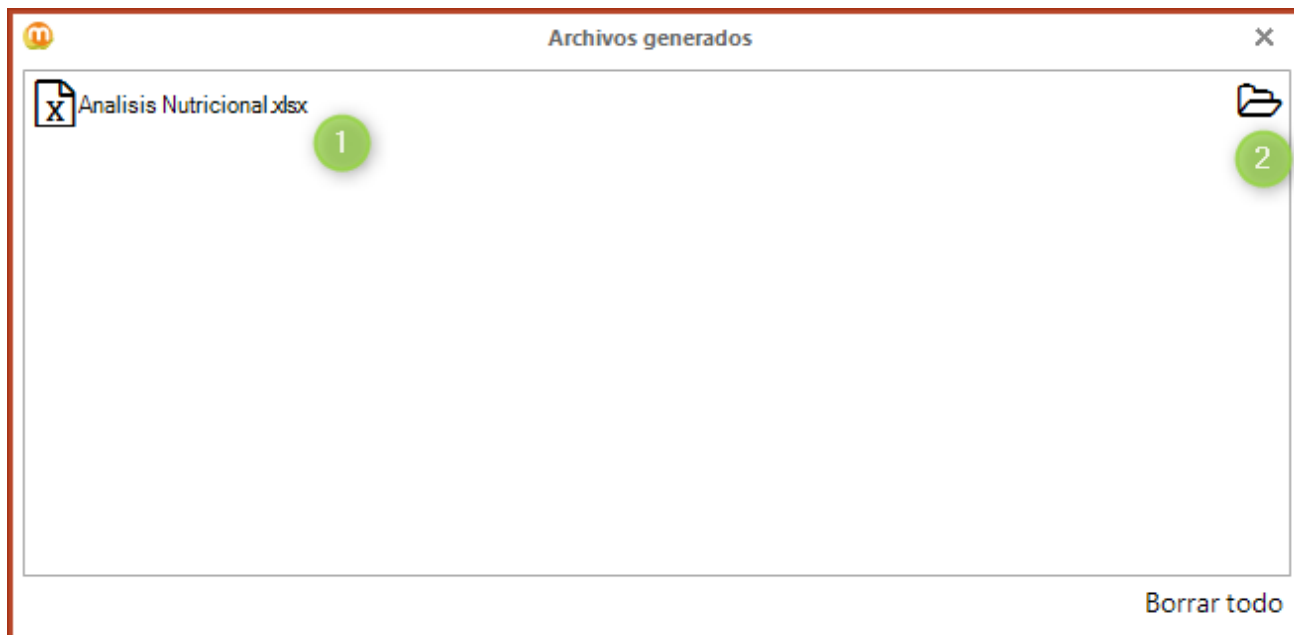 Archivos generados
X Analisis Nutricional.xlsx
1
2
Borrar todo